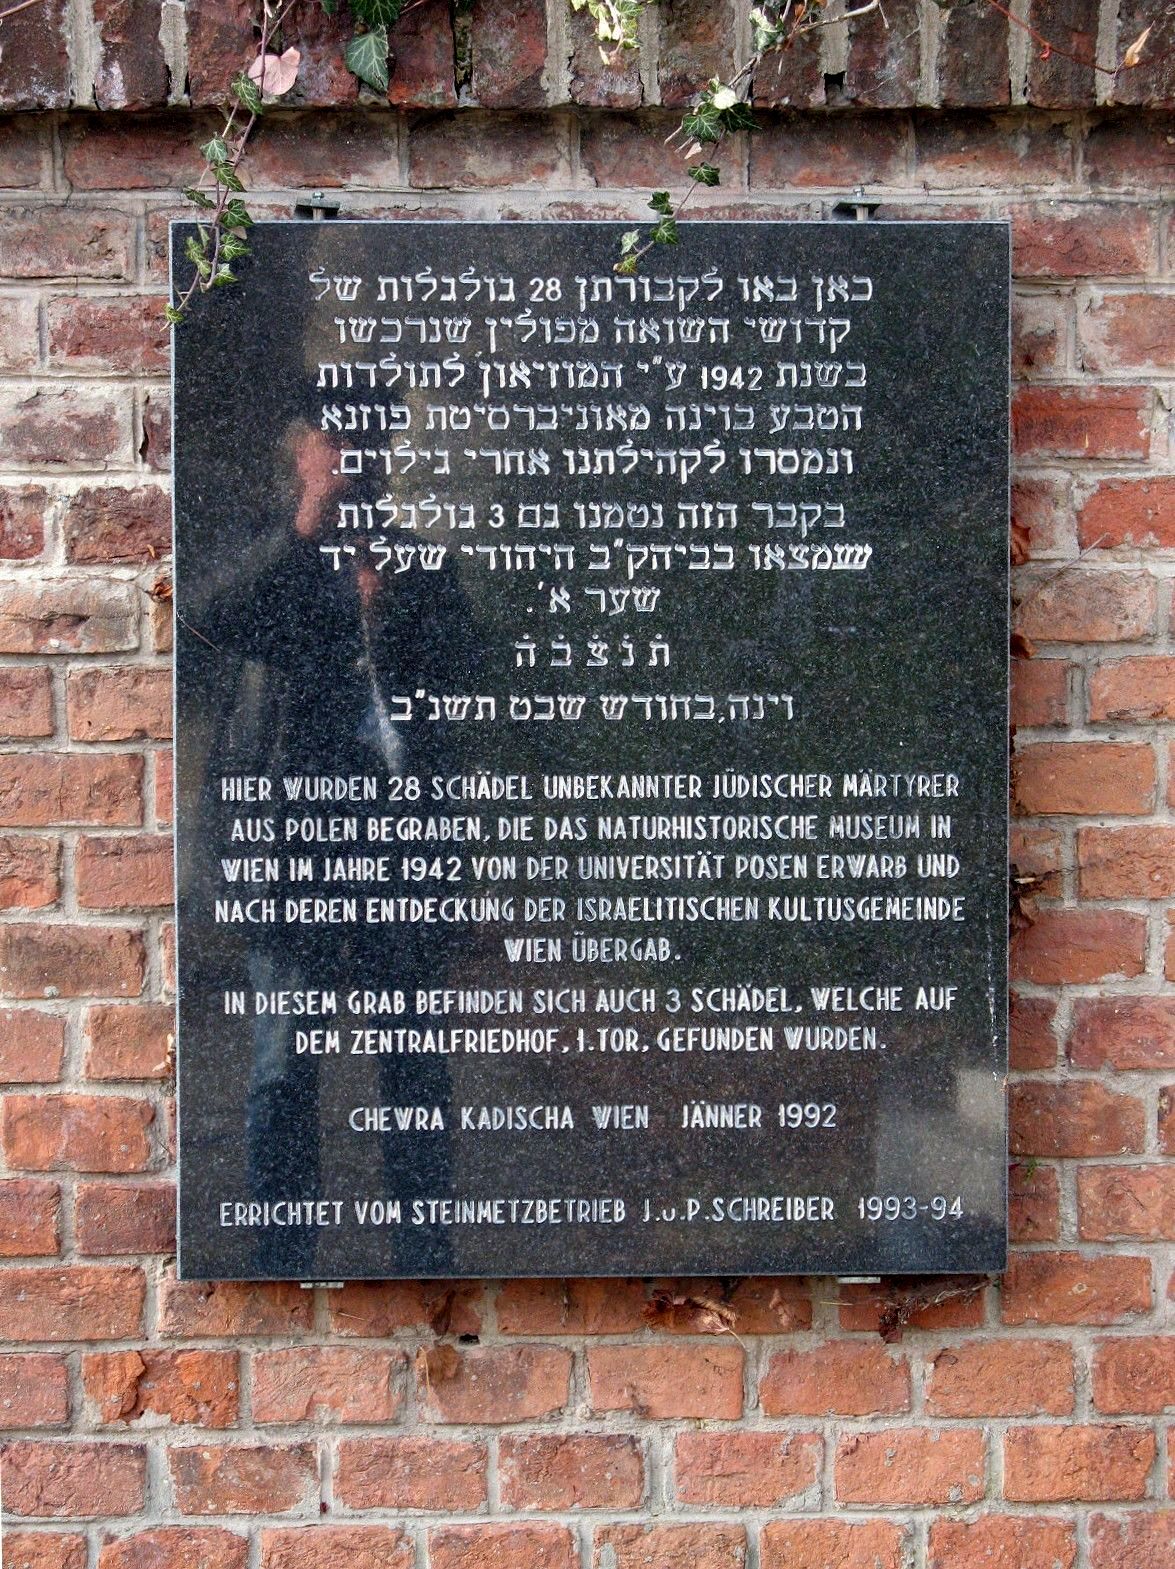 כאן באו לקבורתן 28 גולגלות של
קדושי השואה מפולין שנרכשו
בשנת 1942 ע"י המוזיאון לתולדות
הטבע בוינה מאוניברסיטת פוזנא
ונמסרו לקהילתנו אחרי גילוים.
בקבר הזה נטמנו גם 3 גולגלות
שנמצאו בביהק"ב היהודי שעל יד
שער א'.
ת נ צ ב ה
וינה, בחודש שבט תשנ"ב
HIER WURDEN 28 SCHÄDEL UNBEKANNTER JÜDISCHER MÄRTYRER
AUS POLEN BEGRABEN, DIE DAS NATURHISTORISCHE MUSEUM IN
WIEN IM JAHRE 1942 VON DER UNIVERSITÄT POSEN ERWARB UND
NACH DEREN ENTDECKUNG DER ISRAELITISCHEN KULTUSGEMEINDE
WIEN ÜBERGAB.
IN DIESEM GRAB BEFINDEN SICH AUCH 3 SCHÄDEL, WELCHE AUF
DEM ZENTRALFRIEDHOF, 1.TOR, GEFUNDEN WURDEN.
CHEWRA KADISCHA WIEN JÄNNER 1992
ERRICHTET VOM STEINMETZBETRIEB J.u.P. SCHREIBER 1993-94